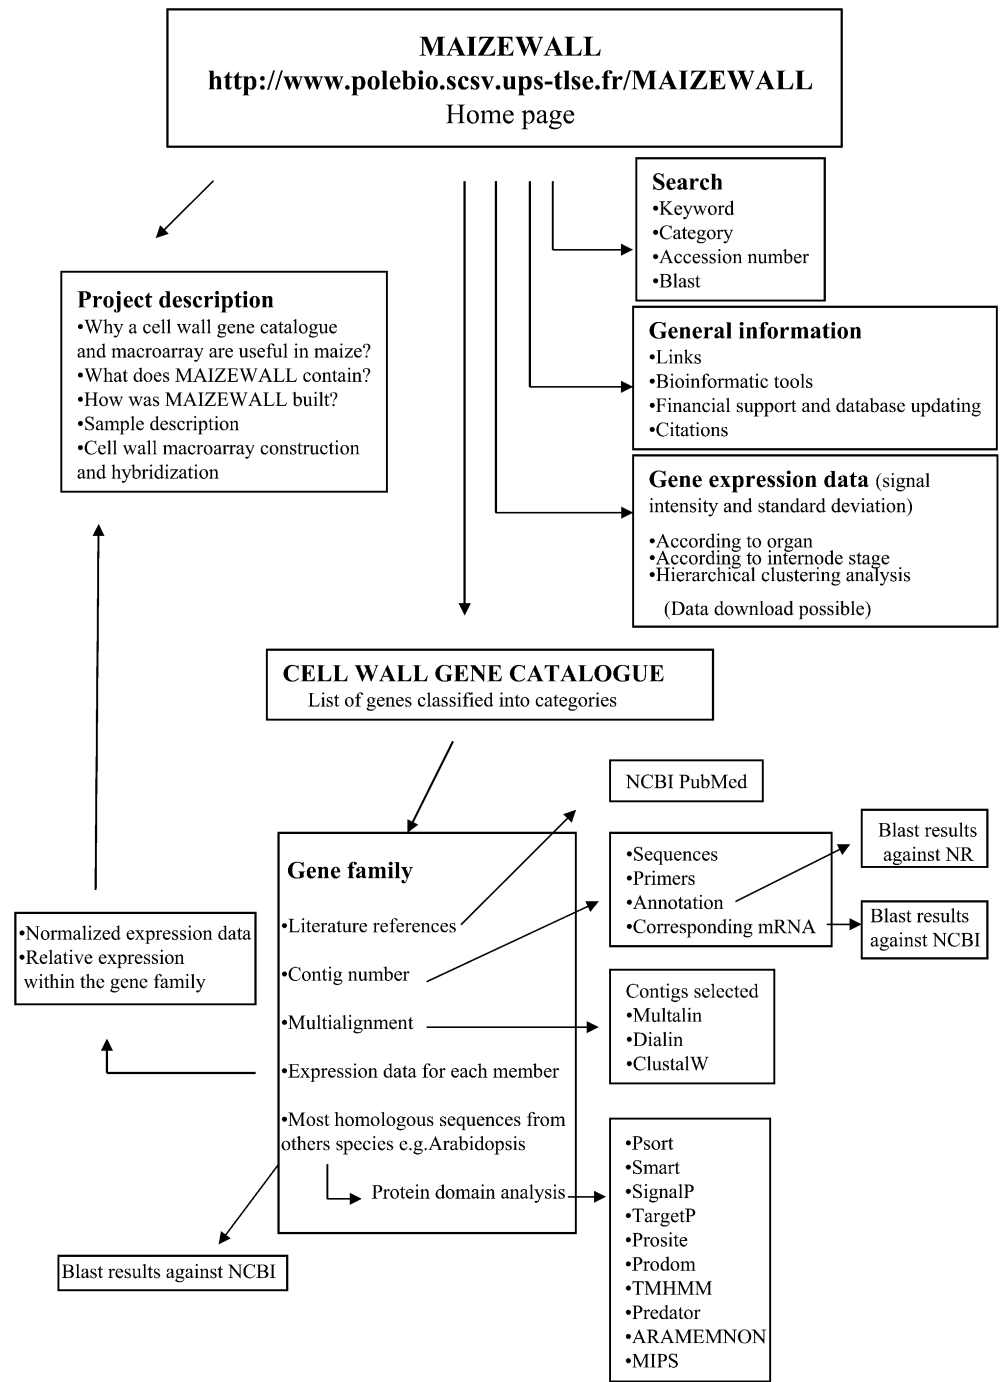 MAIZEWALL
http://www.polebio.scsv.ups-tlse.fr/MAIZEWALL
Home page
Search
•Keyword
•Category
•Accession number
•Blast
Project description
•Why a cell wall gene catalogue
and macroarray are useful in maize?
•What does MAIZEWALL contain?
•How was MAIZEWALL built?
•Sample description
•Cell wall macroarray construction
and hybridization
General information
•Links
•Bioinformatic tools
•Financial support and database updating
•Citations
Gene expression data (signal
intensity and standard deviation)
•According to organ
•According to internode stage
•Hierarchical clustering analysis
(Data download possible)
CELL WALL GENE CATALOGUE
List of genes classified into categories
NCBI PubMed
Gene family
•Literature references
•Contig number
•Multialignment
•Expression data for each member
•Most homologous sequences from
others species e.g.Arabidopsis
Protein domain analysis
•Sequences
•Primers
•Annotation
•Corresponding mRNA
Blast results
against NR
Blast results
against NCBI
•Normalized expression data
•Relative expression
within the gene family
Contigs selected
•Multalin
•Dialin
•ClustalW
•Psort
•Smart
•SignalP
•TargetP
•Prosite
•Prodom
•TMHMM
•Predator
•ARAMEMNON
•MIPS
Blast results against NCBI